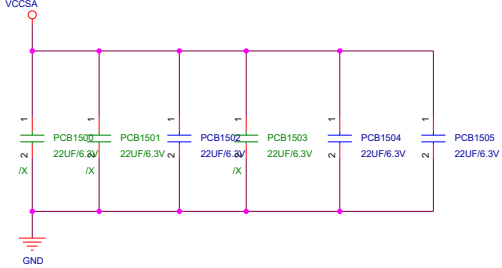 VCCSA
1 1 1 1 1 1
PCB1500 PCB1501 PCB1502 PCB1503 PCB1504 PCB1505
22UF/6.3V 22UF/6.3V 22UF/6.3V 22UF/6.3V 22UF/6.3V 22UF/6.3V
2 2 2 2 2 2
/X /X /X
GND